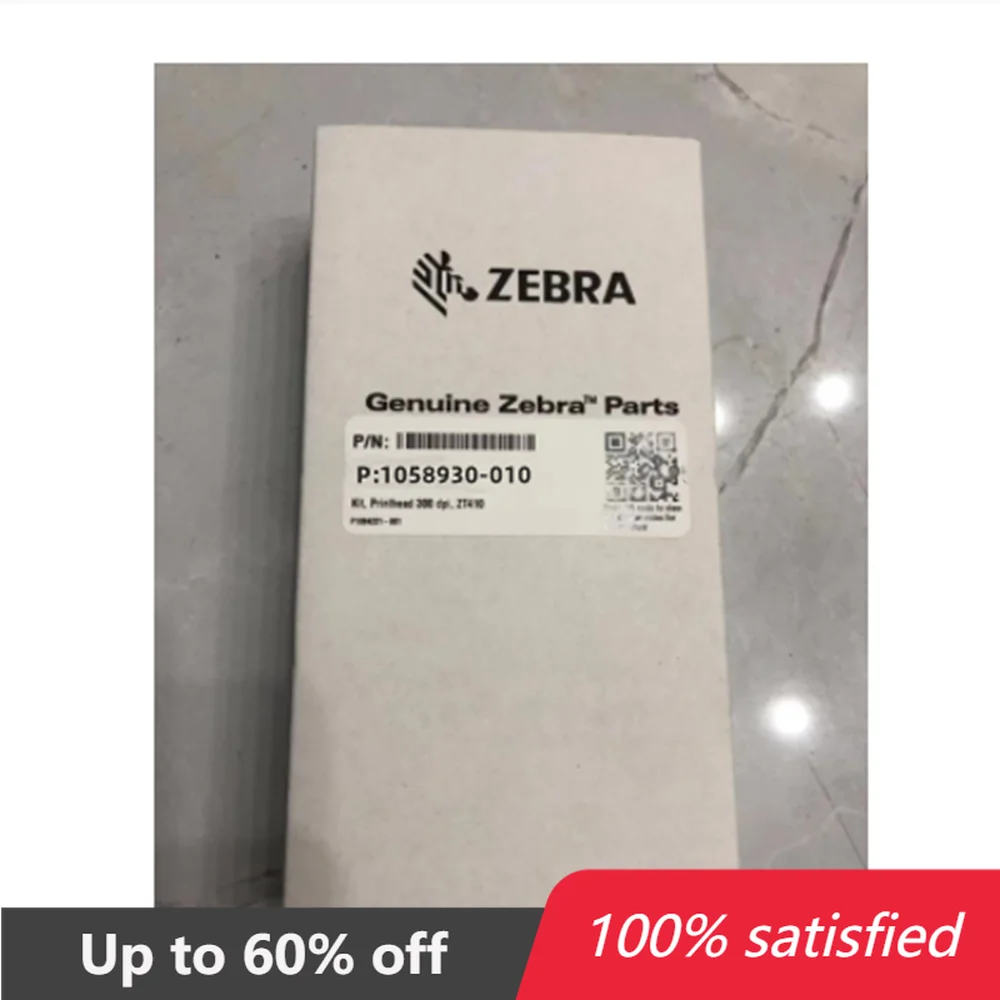 ZEBRA
Genuine Zebra™ Parts
P/N:
P:1058930-010
Kit, Printhead 300 dpi, ZT410
Up to 60% off
100% satisfied